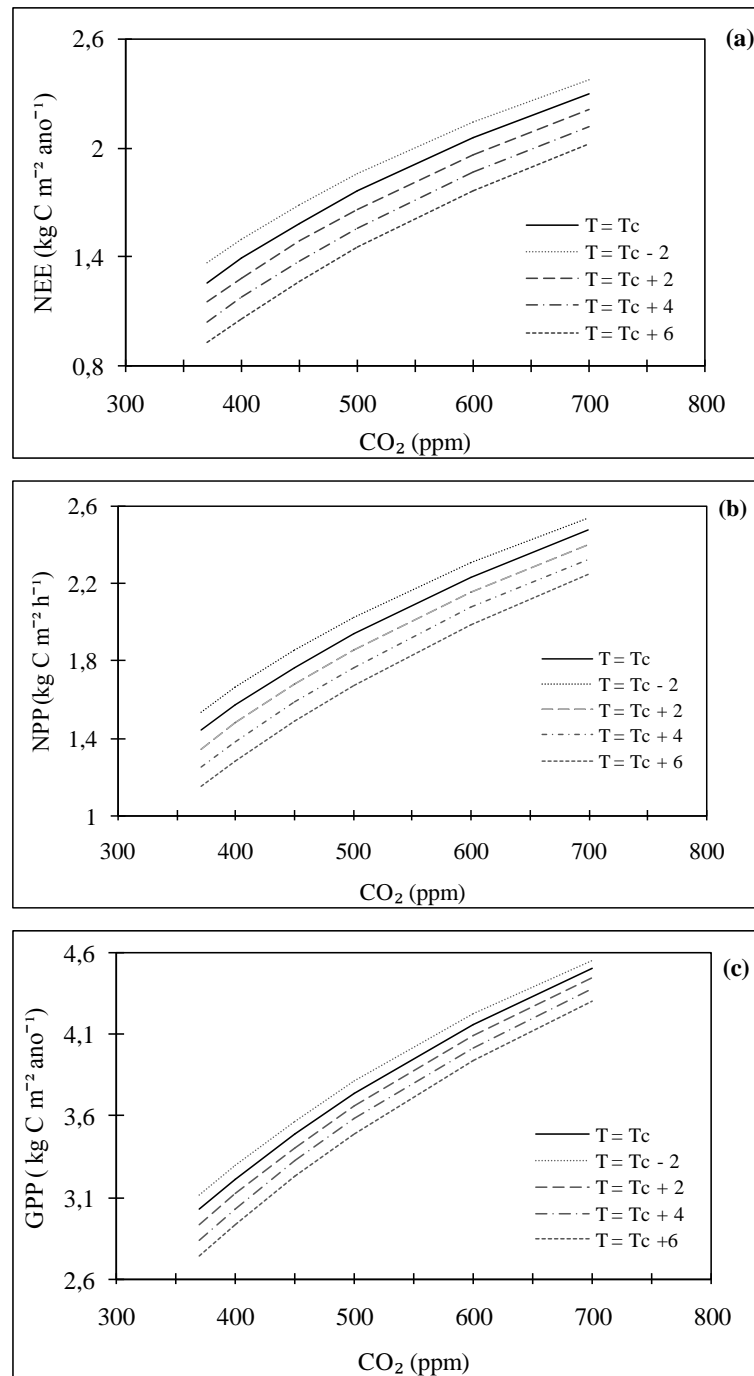 (a)
2,6
2
1,4
0,8
NEE (kg C m⁻² ano⁻¹)
T = Tc
T = Tc - 2
T = Tc + 2
T = Tc + 4
T = Tc + 6
300 400 500 600 700 800
CO₂ (ppm)
(b)
2,6
2,2
1,8
1,4
1
NPP (kg C m⁻² h⁻¹)
T = Tc
T = Tc - 2
T = Tc + 2
T = Tc + 4
T = Tc + 6
300 400 500 600 700 800
CO₂ (ppm)
(c)
4,6
4,1
3,6
3,1
2,6
GPP ( kg C m⁻² ano⁻¹)
T = Tc
T = Tc - 2
T = Tc + 2
T = Tc + 4
T = Tc +6
300 400 500 600 700 800
CO₂ (ppm)